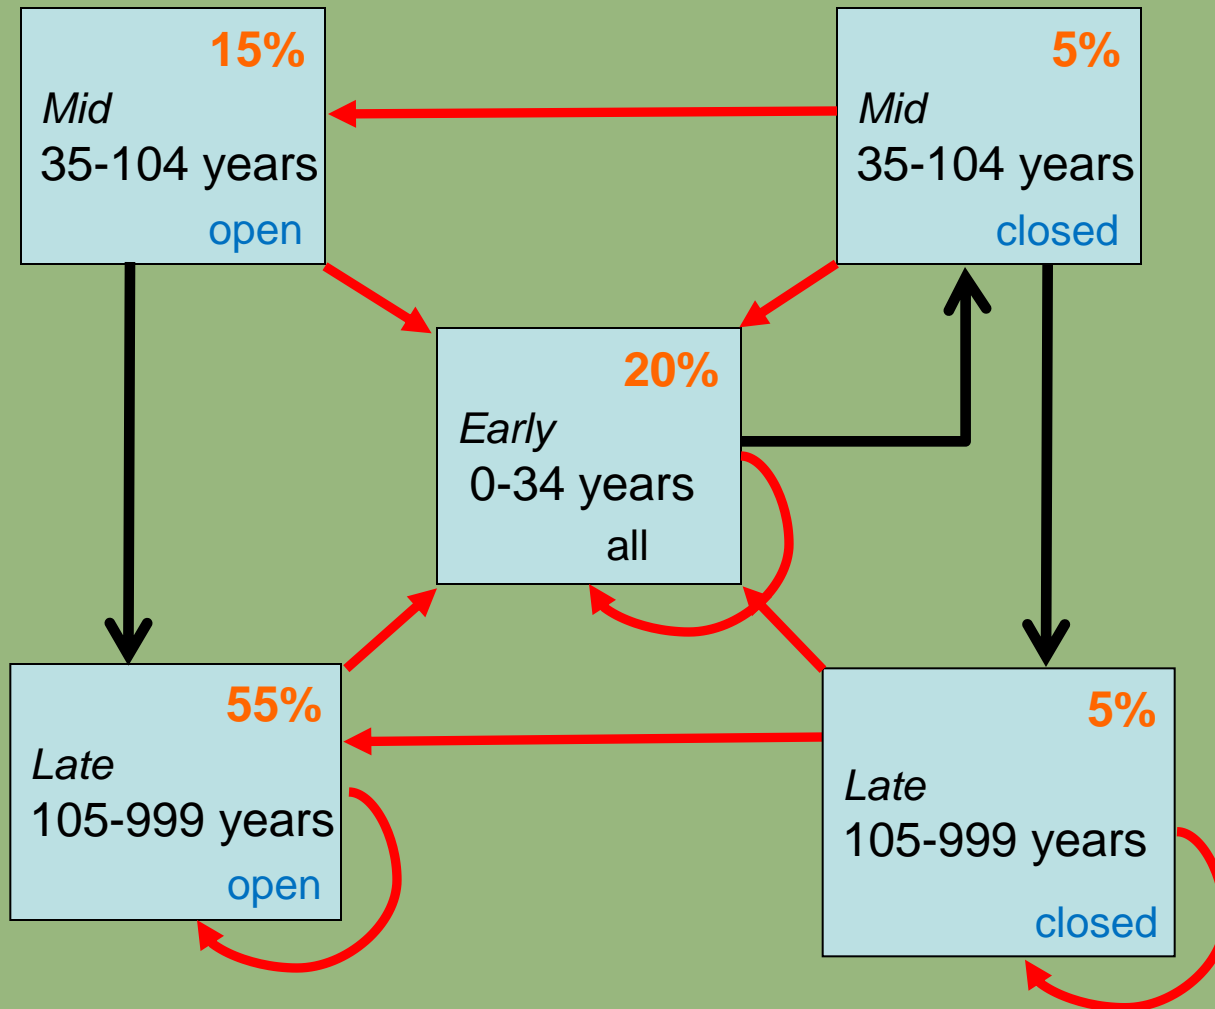 15%
Mid
35-104 years
open
5%
Mid
35-104 years
closed
20%
Early
0-34 years
all
55%
Late
105-999 years
open
5%
Late
105-999 years
closed